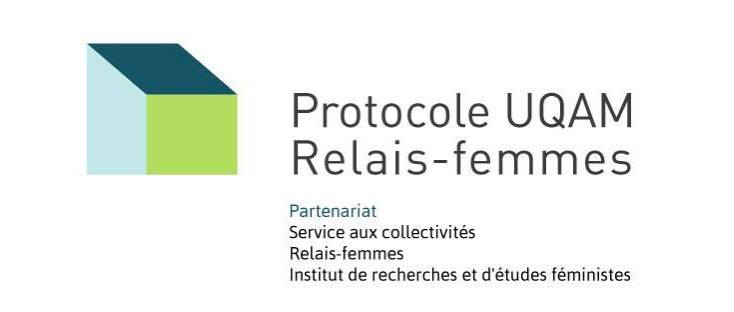 Protocole UQAM
Relais-femmes
Partenariat
Service aux collectivités
Relais-femmes
Institut de recherches et d'études féministes